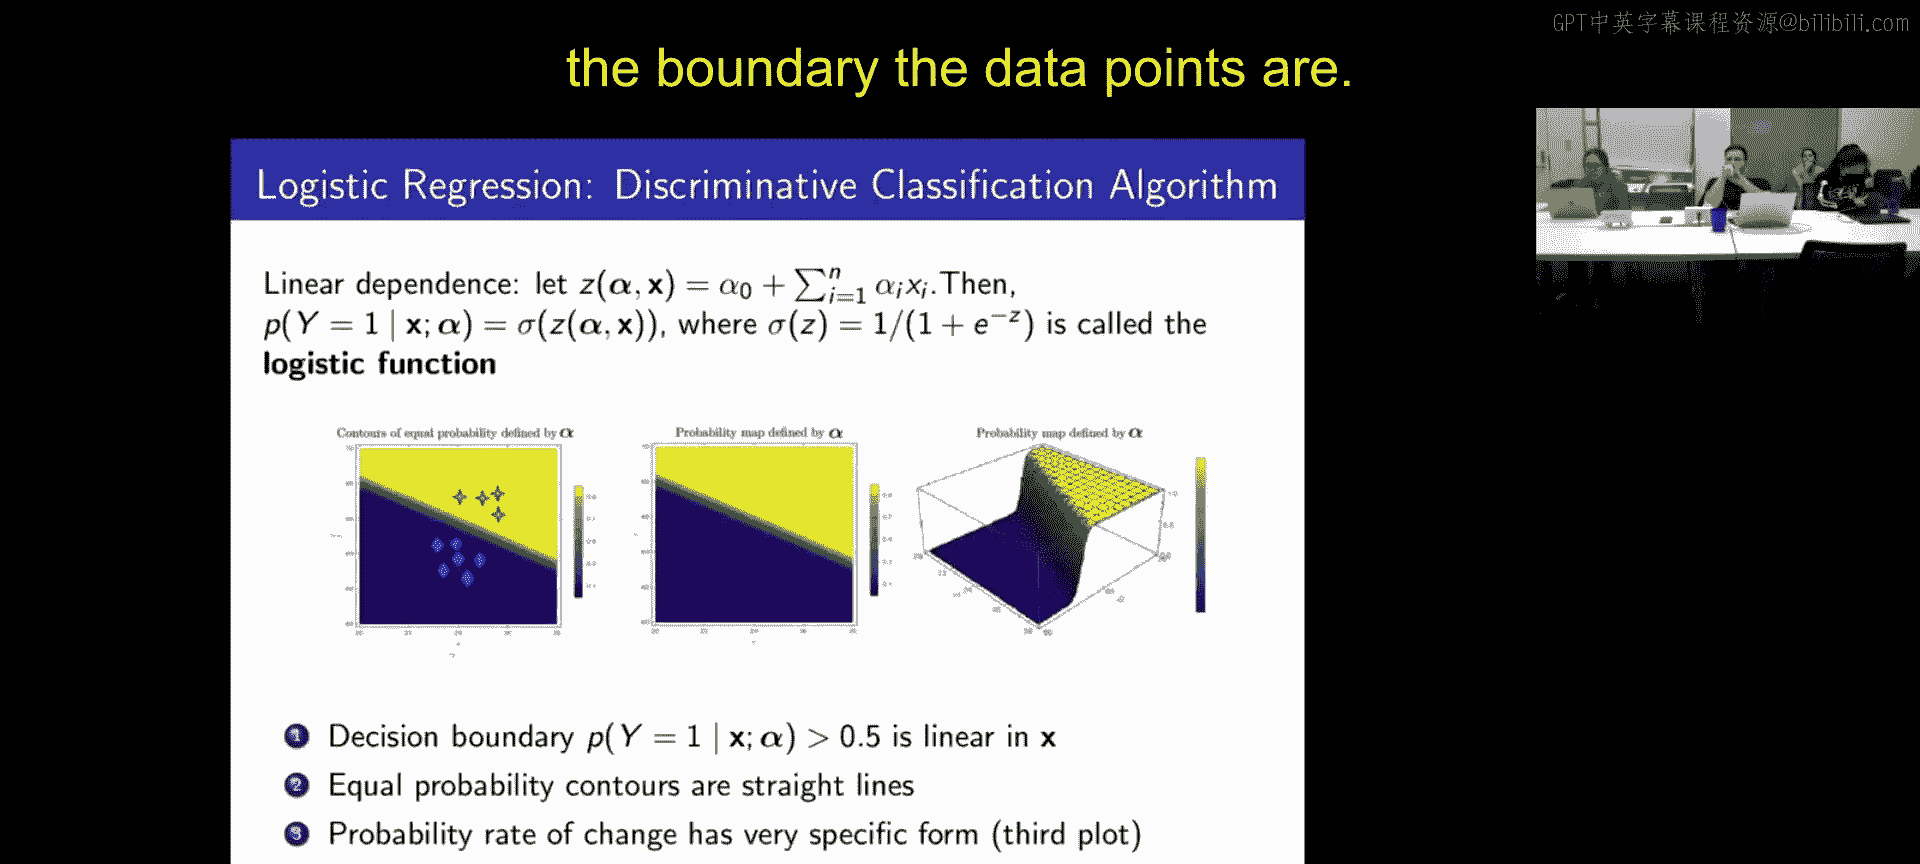 GPT中英字幕课程资源@bilibili.com
the boundary the data points are.
Logistic Regression: Discriminative Classification Algorithm
Linear dependence: let z(α, x) = α₀ + ∑ⁿᵢ₌₁ αᵢxᵢ.Then,
p(Y = 1 | x; α) = σ(z(α, x)), where σ(z) = 1/(1 + e⁻ᶻ) is called the
logistic function
Contours of equal probability defined by α
Probability map defined by α
Probability map defined by α
1 Decision boundary p(Y = 1 | x; α) > 0.5 is linear in x
2 Equal probability contours are straight lines
3 Probability rate of change has very specific form (third plot)